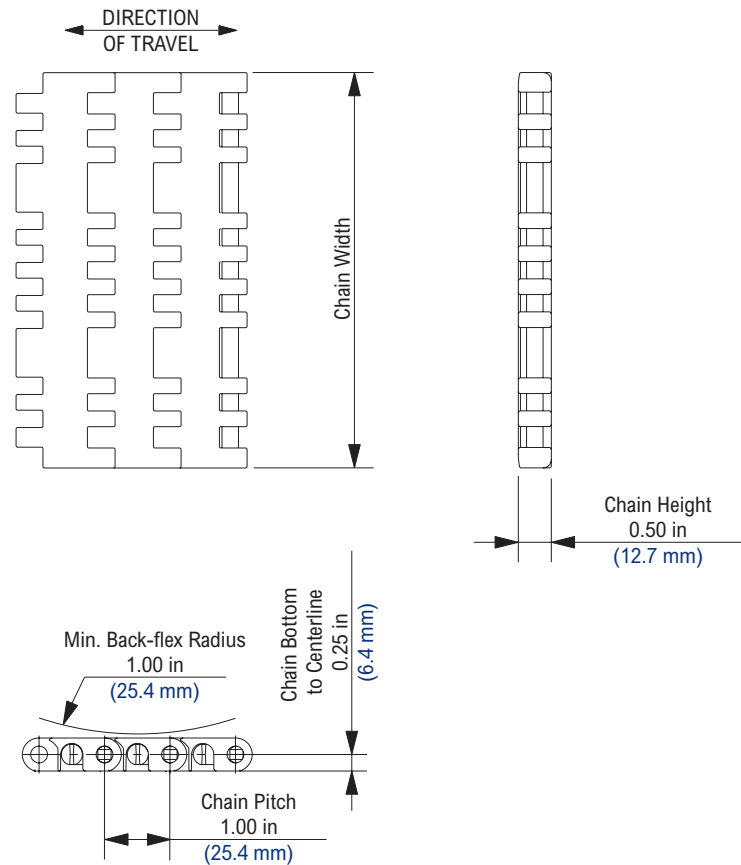 DIRECTION
OF TRAVEL
Chain Width
Chain Height
0.50 in
(12.7 mm)
Chain Bottom
to Centerline
0.25 in
(6.4 mm)
Min. Back-flex Radius
1.00 in
(25.4 mm)
Chain Pitch
1.00 in
(25.4 mm)